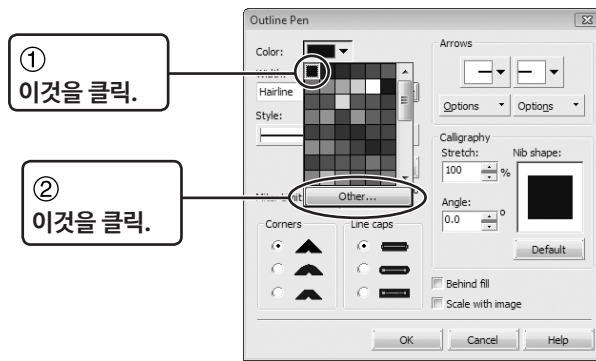 Outline Pen
①
이것을 클릭.
Color:
Arrows
Hairline
Style:
Options
Options
Calligraphy
Stretch:
Nib shape:
100
%
Angle:
0.0
°
Default
②
이것을 클릭.
Other...
Corners
Line caps
Behind fill
Scale with image
OK
Cancel
Help